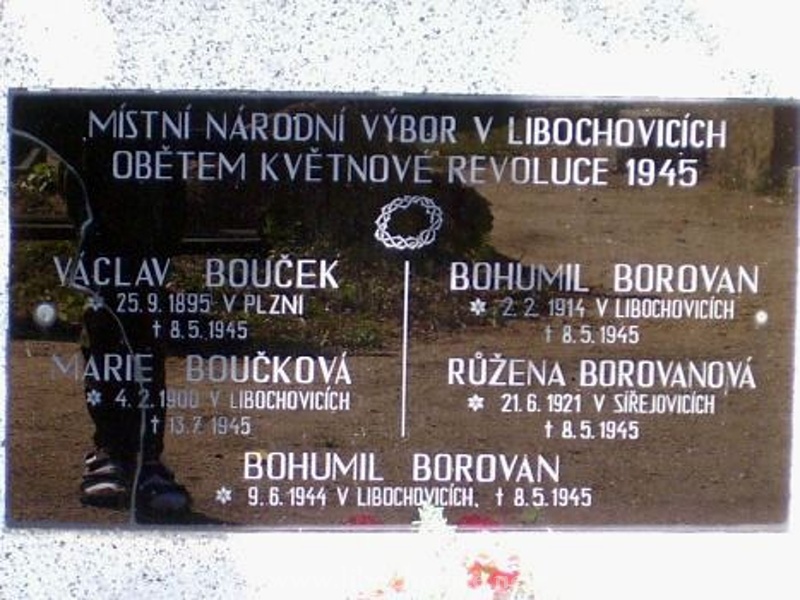 MÍSTNÍ NÁRODNÍ VÝBOR V LIBOCHOVICÍCH
OBĚTEM KVĚTNOVÉ REVOLUCE 1945
VÁCLAV BOUČEK
* 25.9.1895 V PLZNI
† 8.5.1945
MARIE BOUČKOVÁ
* 4.2.1900 V LIBOCHOVICÍCH
† 13.7.1945
BOHUMIL BOROVAN
* 2.2.1914 V LIBOCHOVICÍCH
† 8.5.1945
RŮŽENA BOROVANOVÁ
* 21.6.1921 V SÍŘEJOVICÍCH
† 8.5.1945
BOHUMIL BOROVAN
* 9.6.1944 V LIBOCHOVICÍCH, † 8.5.1945